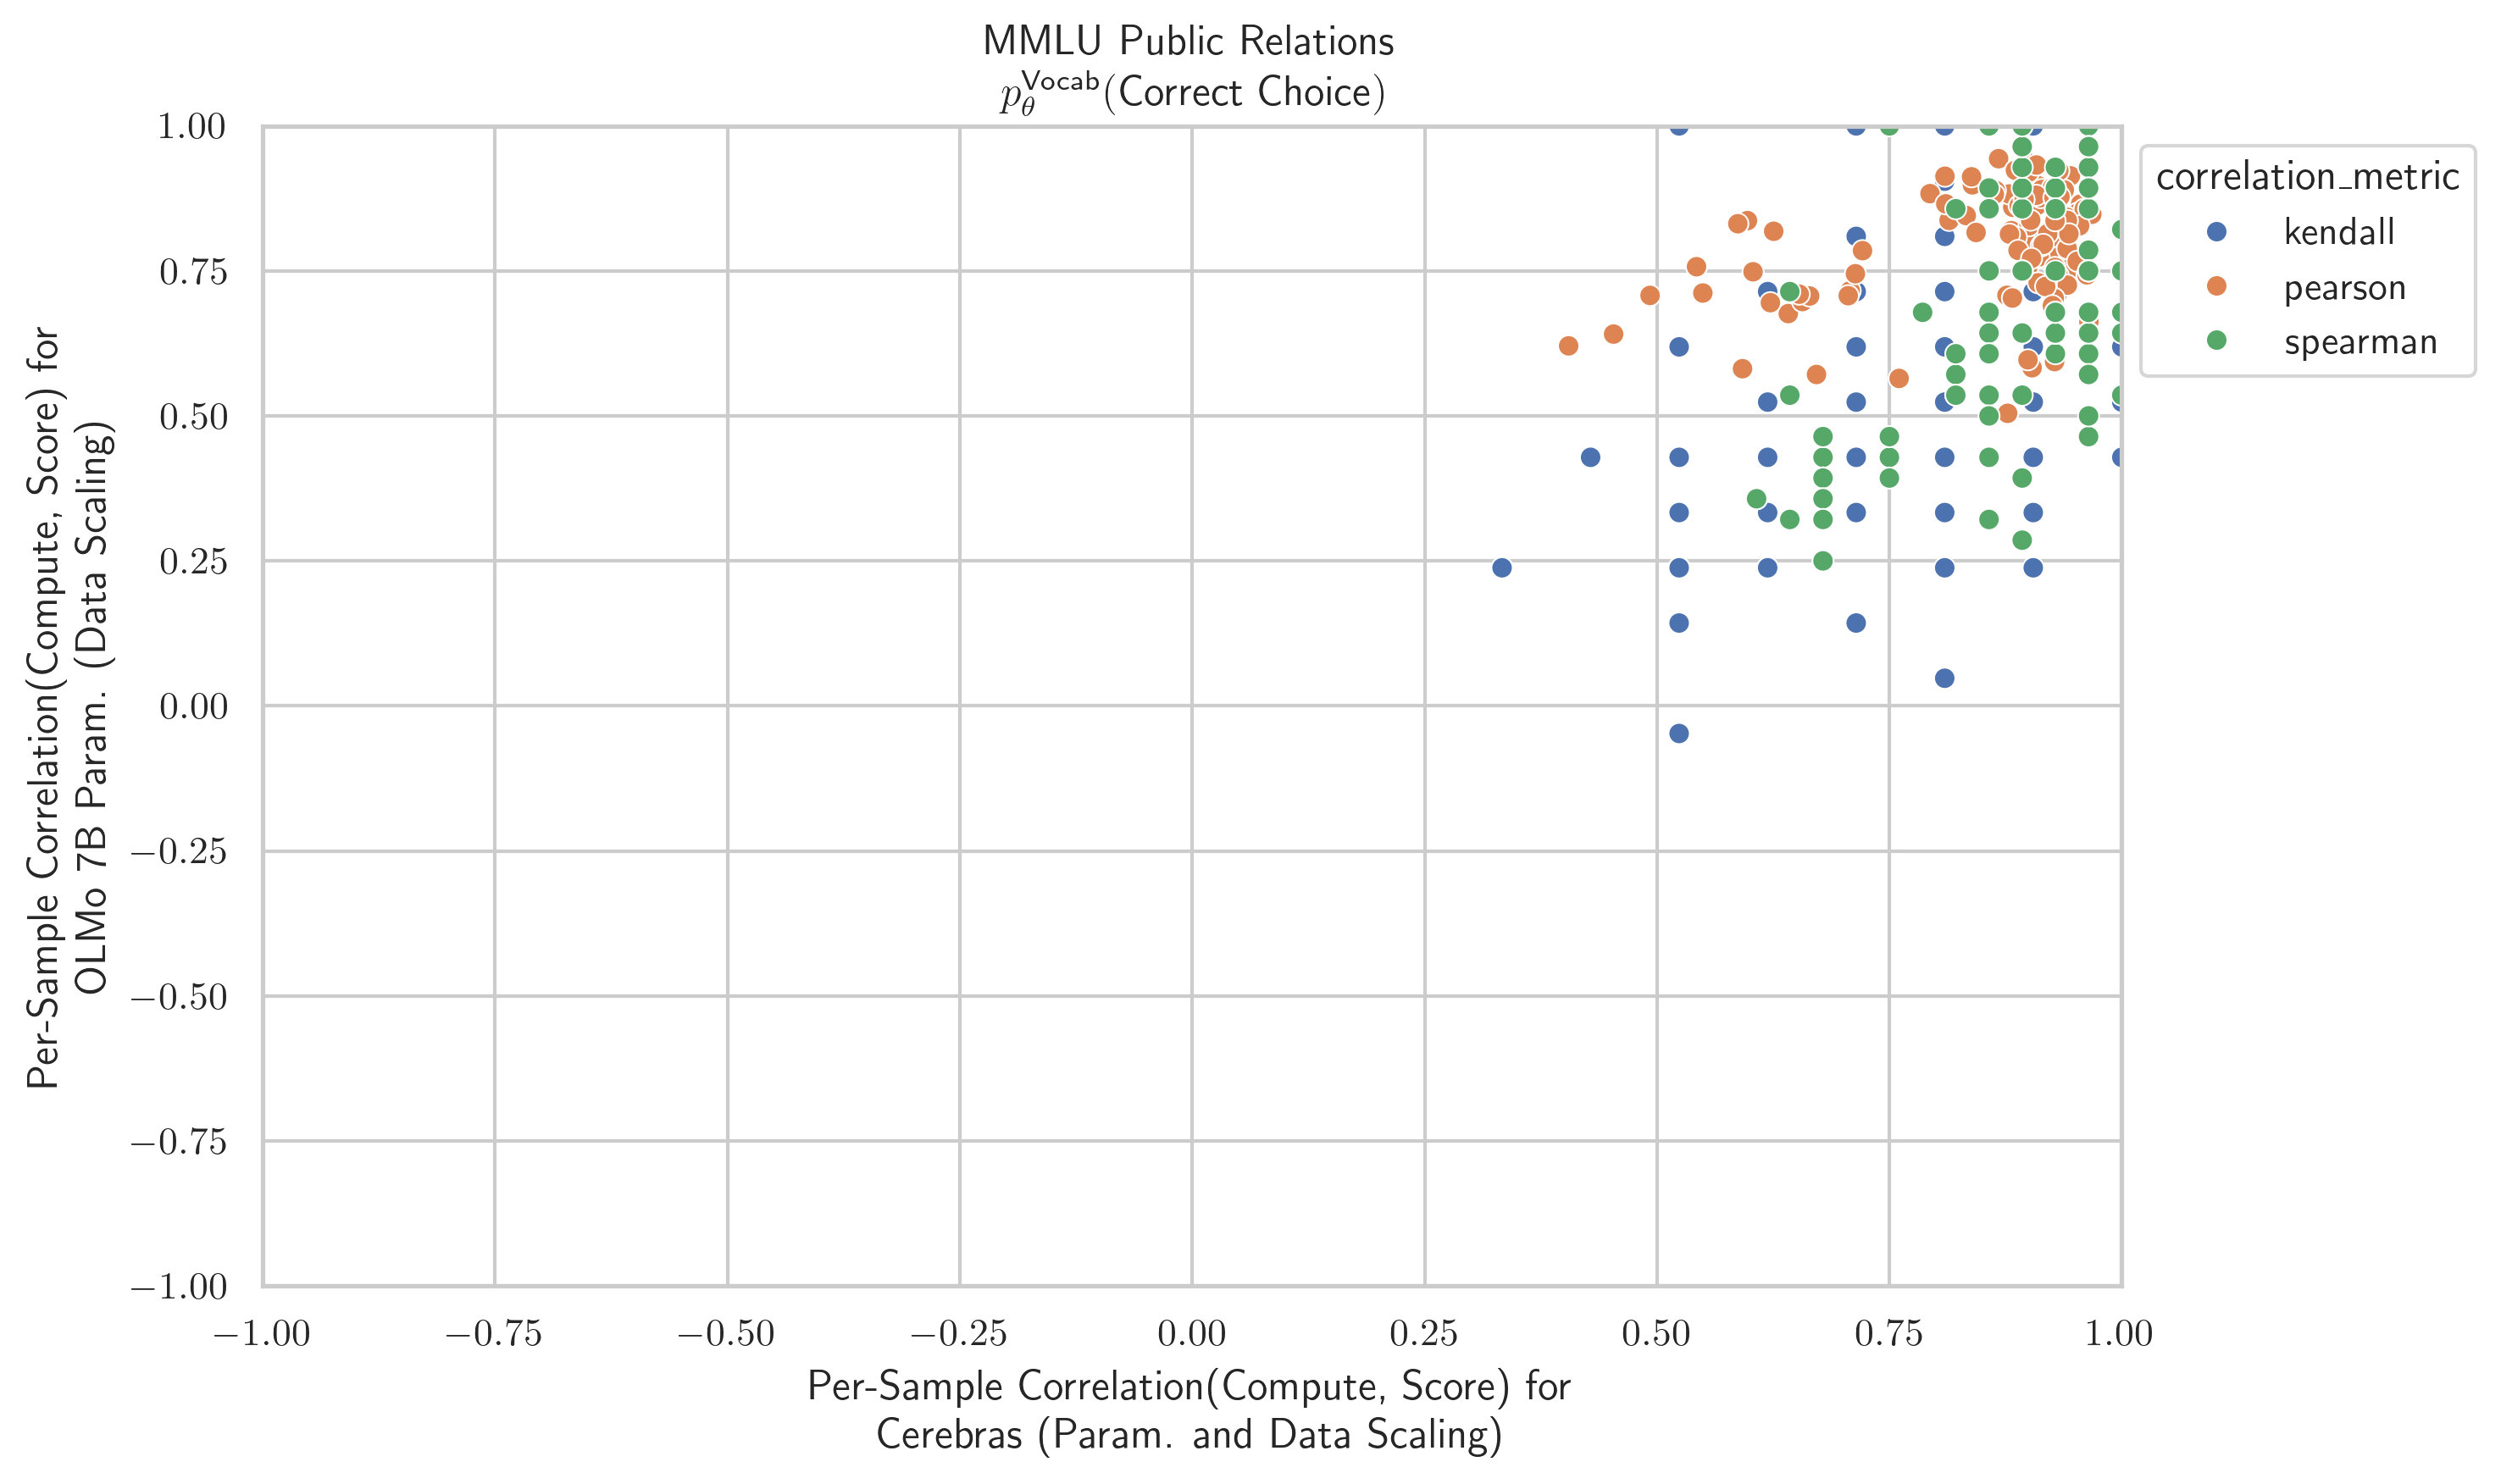 MMLU Public Relations
p_θ^Vocab(Correct Choice)
Per-Sample Correlation(Compute, Score) for
OLMo 7B Param. (Data Scaling)
1.00
0.75
0.50
0.25
0.00
−0.25
−0.50
−0.75
−1.00
−1.00 −0.75 −0.50 −0.25 0.00 0.25 0.50 0.75 1.00
Per-Sample Correlation(Compute, Score) for
Cerebras (Param. and Data Scaling)
correlation_metric
kendall
pearson
spearman